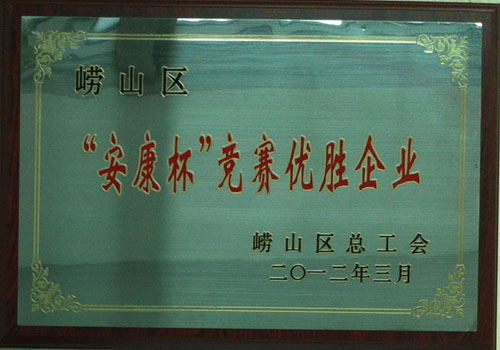 崂山区
“安康杯”竞赛优胜企业
崂山区总工会
二〇一二年三月